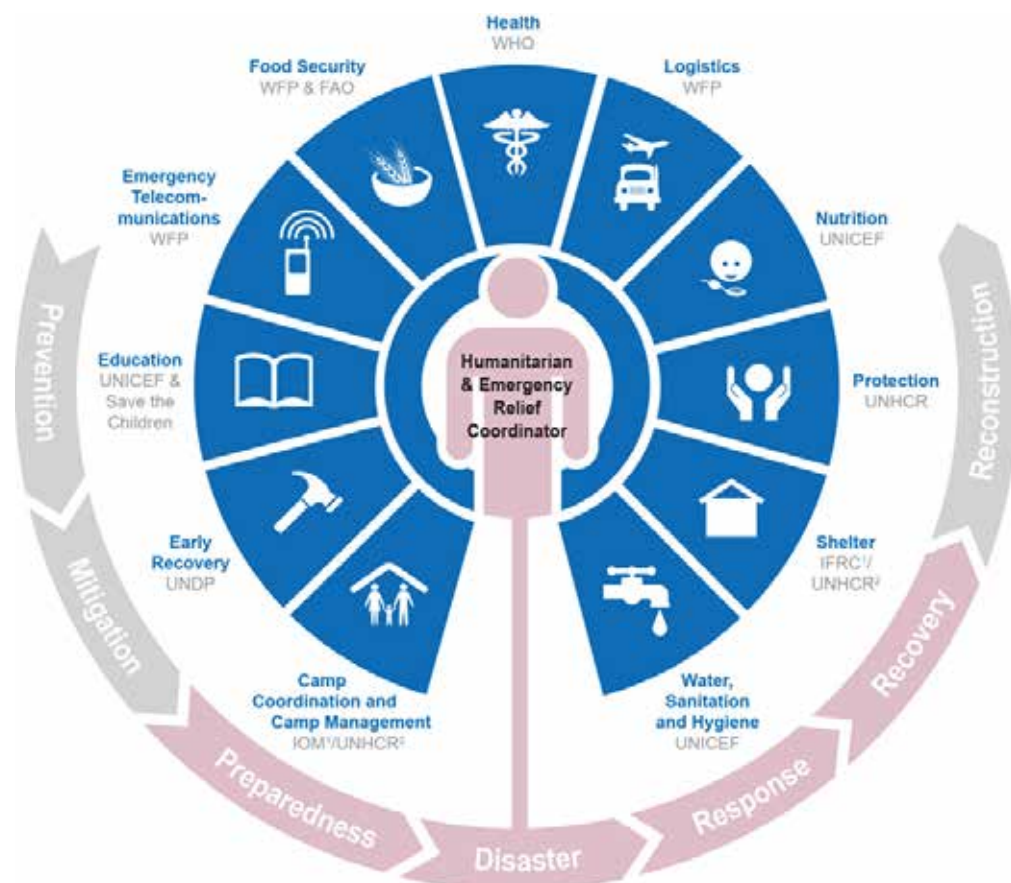 Health
WHO
Food Security
WFP & FAO
Logistics
WFP
Emergency
Telecom-
munications
WFP
Nutrition
UNICEF
Education
UNICEF &
Save the
Children
Humanitarian
& Emergency
Relief
Coordinator
Protection
UNHCR
Early
Recovery
UNDP
Shelter
IFRC¹/
UNHCR²
Camp
Coordination and
Camp Management
IOM¹/UNHCR²
Water,
Sanitation
and Hygiene
UNICEF
Prevention
Mitigation
Preparedness
Disaster
Response
Recovery
Reconstruction